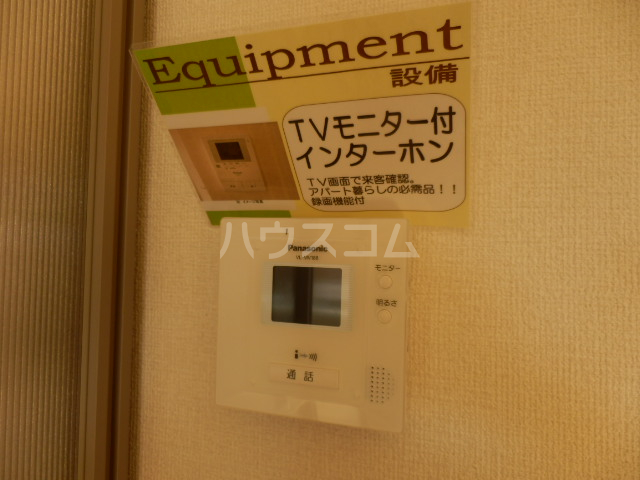 Equipment
設備
TVモニター付
インターホン
TV画面で来客確認。
アパート暮らしの必需品！！
録画機能付
ハウスコム
Panasonic
モニター
明るさ
通話